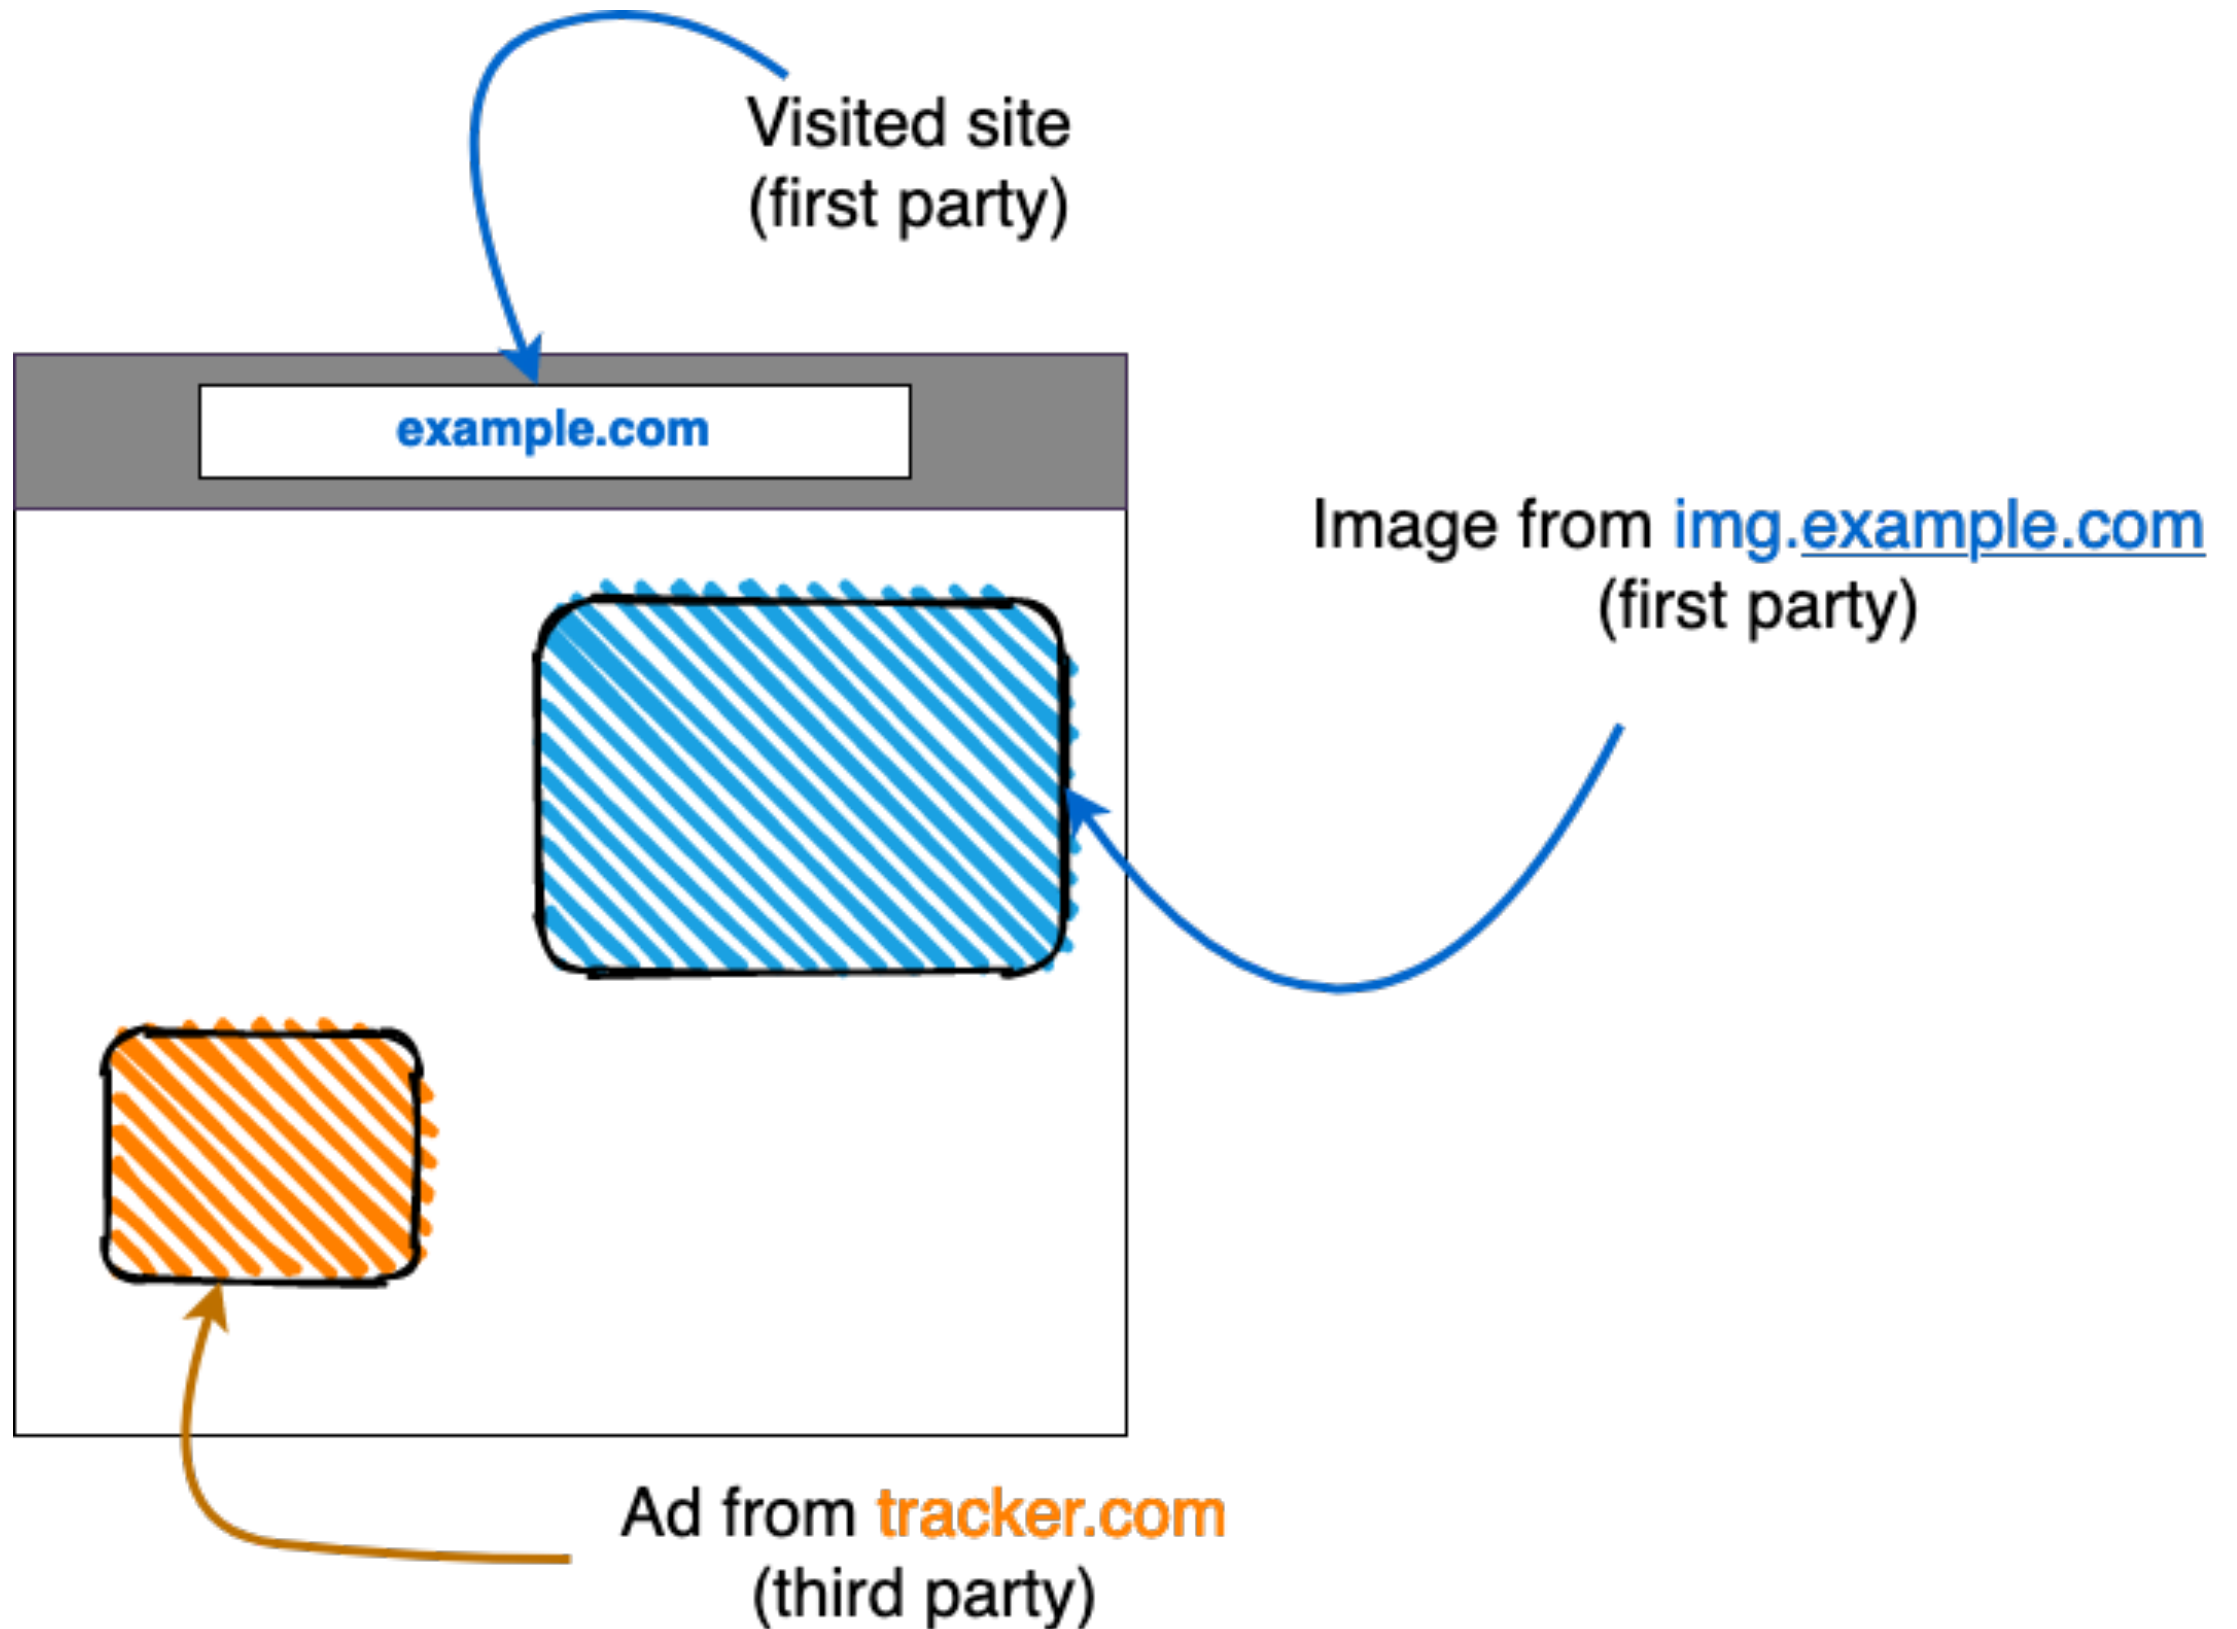 Visited site
(first party)
example.com
Image from img.example.com
(first party)
Ad from tracker.com
(third party)